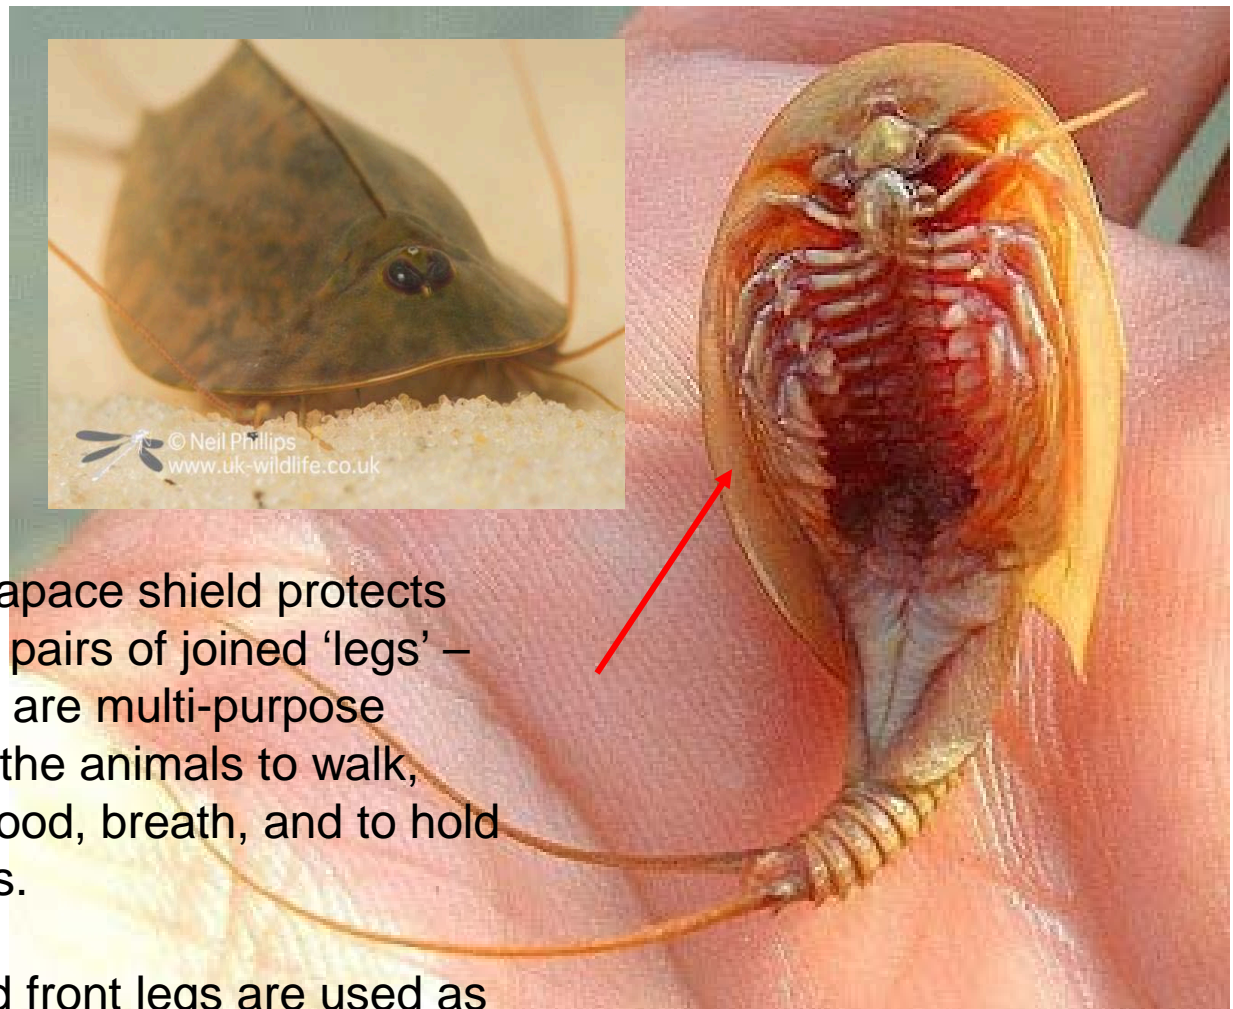 © Neil Phillips
www.uk-wildlife.co.uk
apace shield protects
pairs of joined ‘legs’ –
are multi-purpose
the animals to walk,
ood, breath, and to hold
s.
d front legs are used as